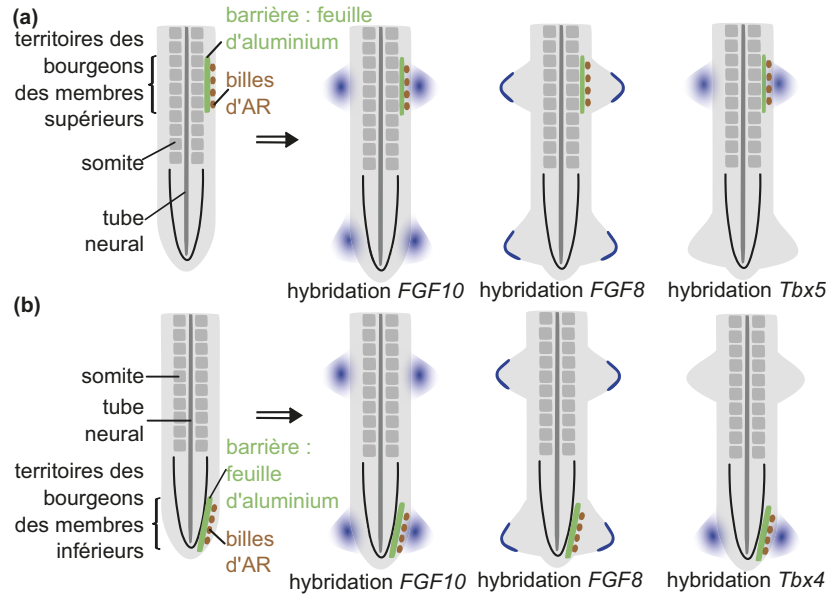 (a)
barrière : feuille
d'aluminium
territoires des
bourgeons
des membres
supérieurs
billes
d'AR
somite
tube
neural
hybridation FGF10
hybridation FGF8
hybridation Tbx5
(b)
somite
tube
neural
barrière :
feuille
d'aluminium
territoires des
bourgeons
des membres
inférieurs
billes
d'AR
hybridation FGF10
hybridation FGF8
hybridation Tbx4